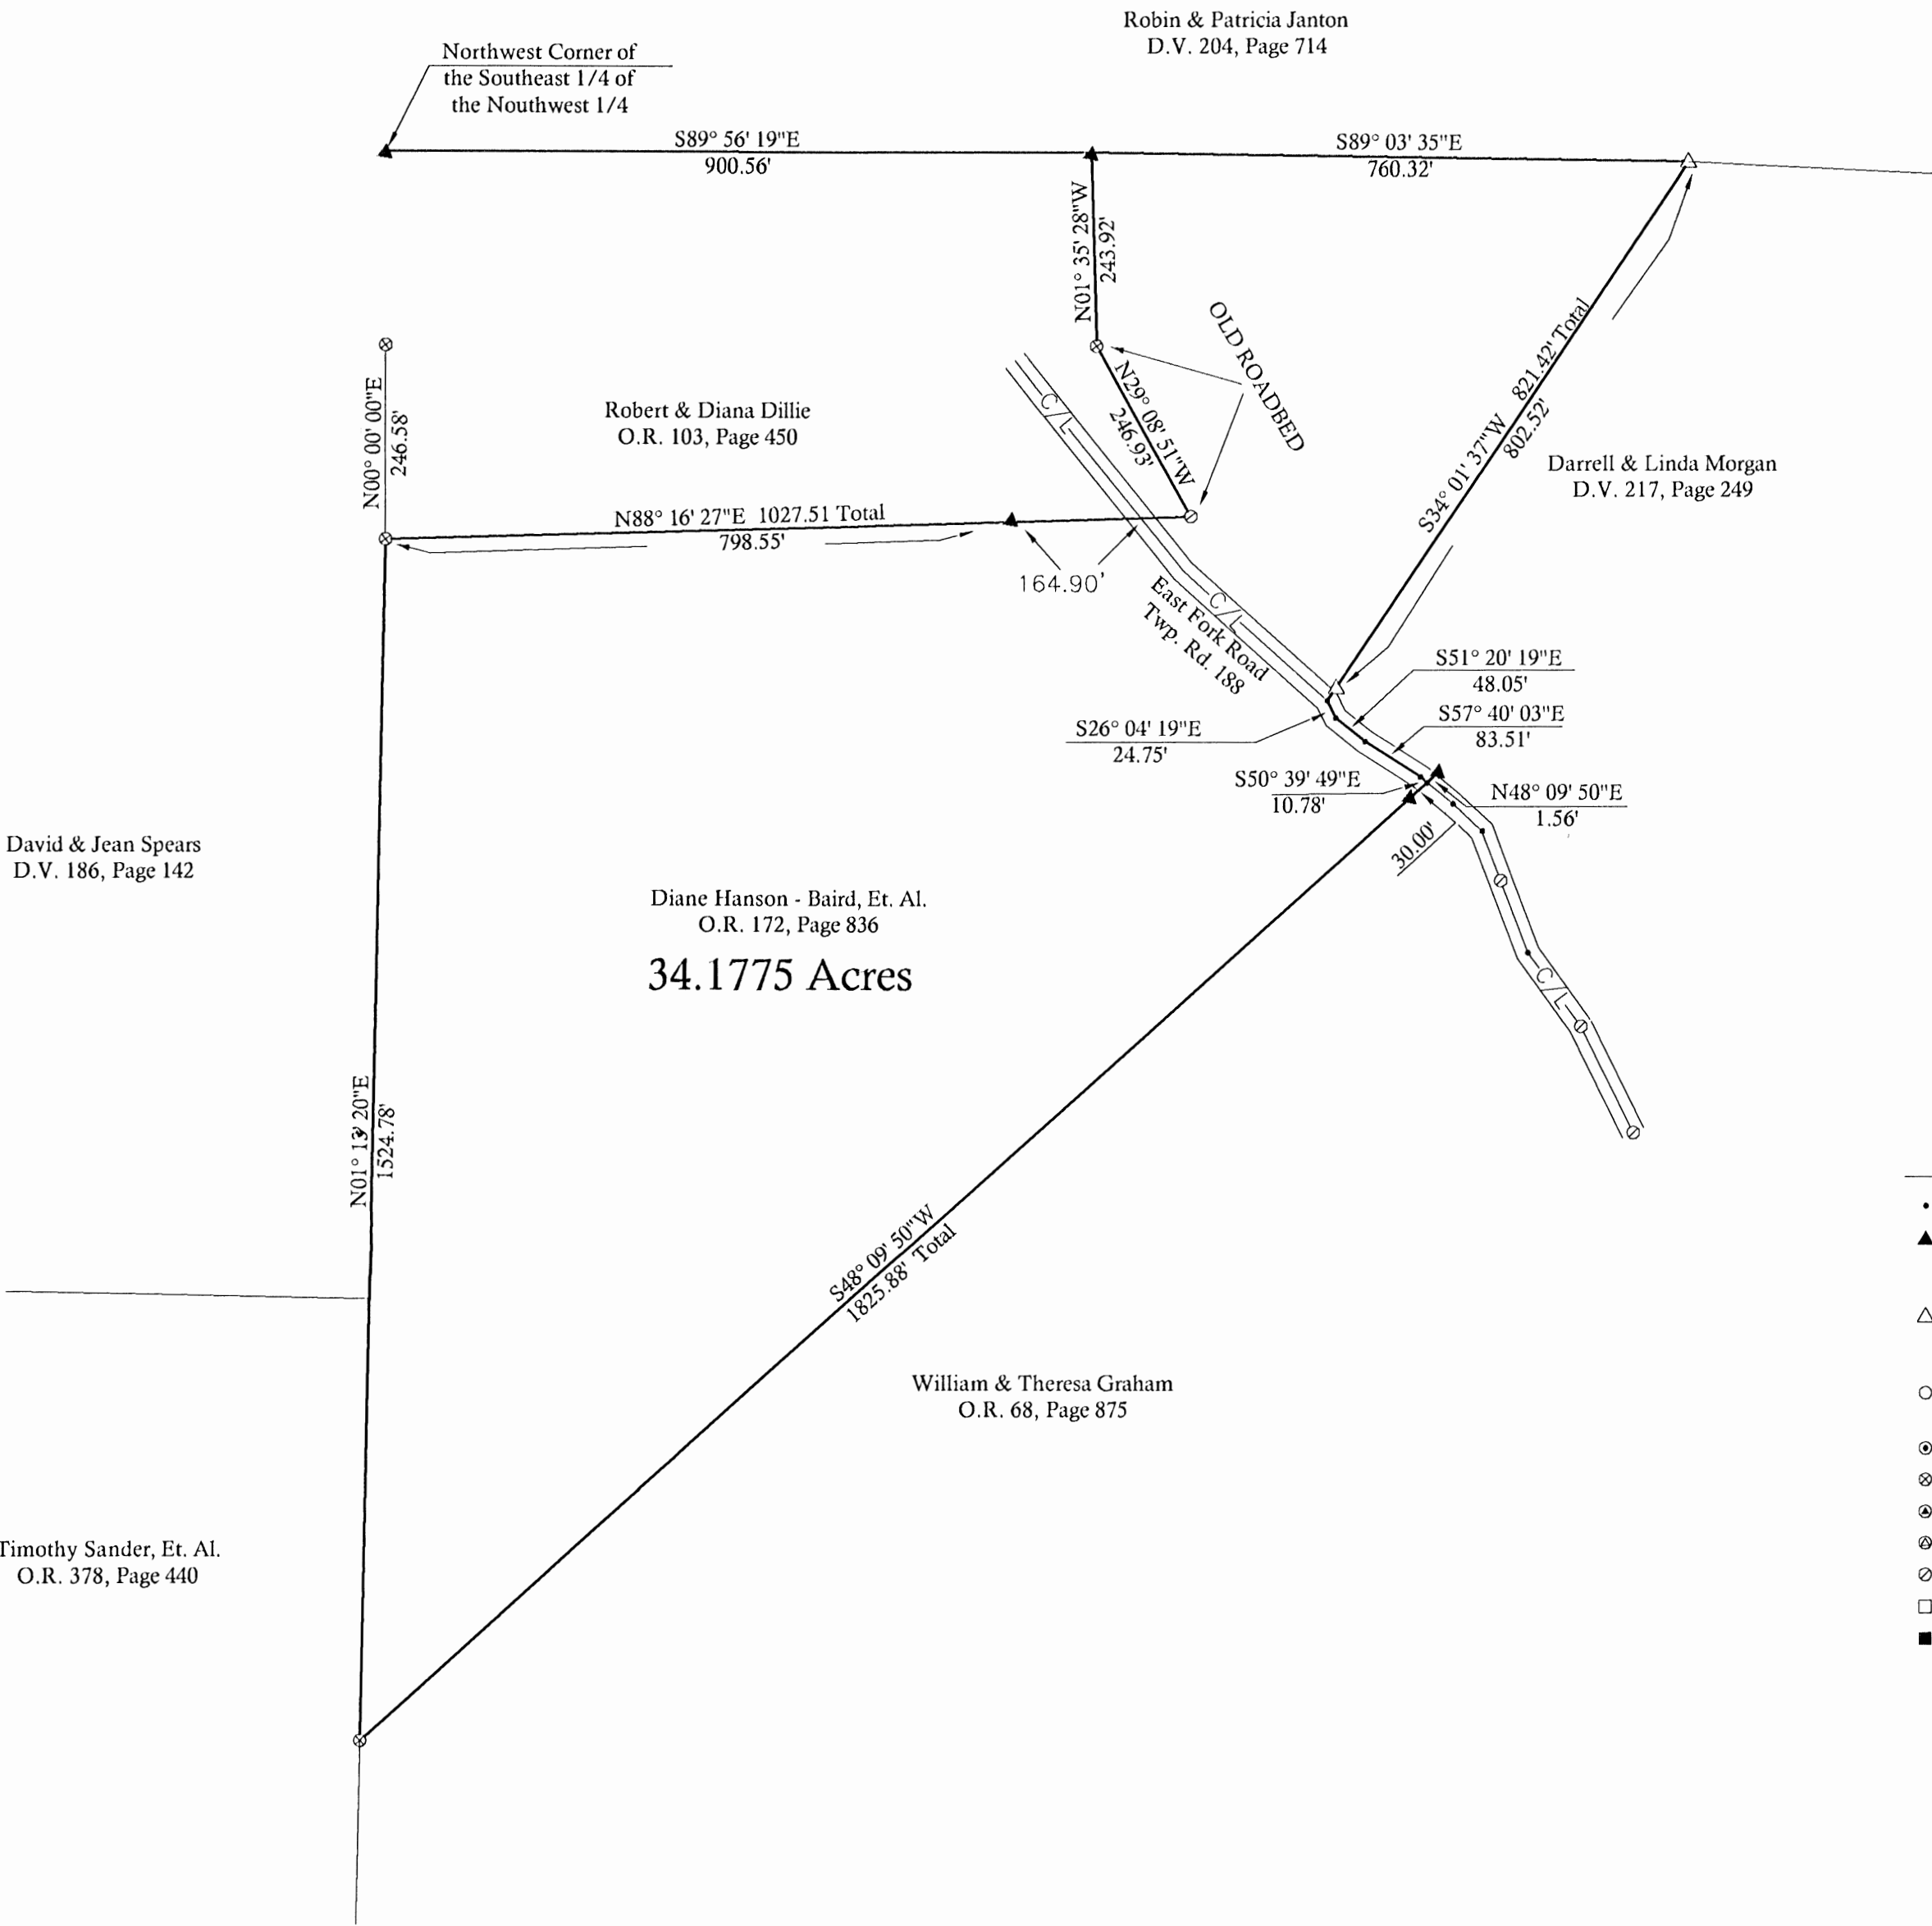 Robin & Patricia Janton
D.V. 204, Page 714
Northwest Corner of
the Southeast 1/4 of
the Nouthwest 1/4
S89° 56' 19"E
900.56'
S89° 03' 35"E
760.32'
N01° 35' 28"W
243.92'
OLD ROADBED
N29° 08' 51"W
246.93'
C/L
S34° 01' 37"W 821.42' Total
802.52'
N00° 00' 00"E
246.58'
Robert & Diana Dillie
O.R. 103, Page 450
Darrell & Linda Morgan
D.V. 217, Page 249
N88° 16' 27"E 1027.51 Total
798.55'
164.90'
C/L
East Fork Road
Twp. Rd. 188
S51° 20' 19"E
48.05'
S57° 40' 03"E
83.51'
S26° 04' 19"E
24.75'
S50° 39' 49"E
10.78'
N48° 09' 50"E
1.56'
30.00'
David & Jean Spears
D.V. 186, Page 142
Diane Hanson - Baird, Et. Al.
O.R. 172, Page 836
34.1775 Acres
C/L
N01° 13' 20"E
1524.78'
S48° 09' 50"W
1825.88' Total
William & Theresa Graham
O.R. 68, Page 875
Timothy Sander, Et. Al.
O.R. 378, Page 440